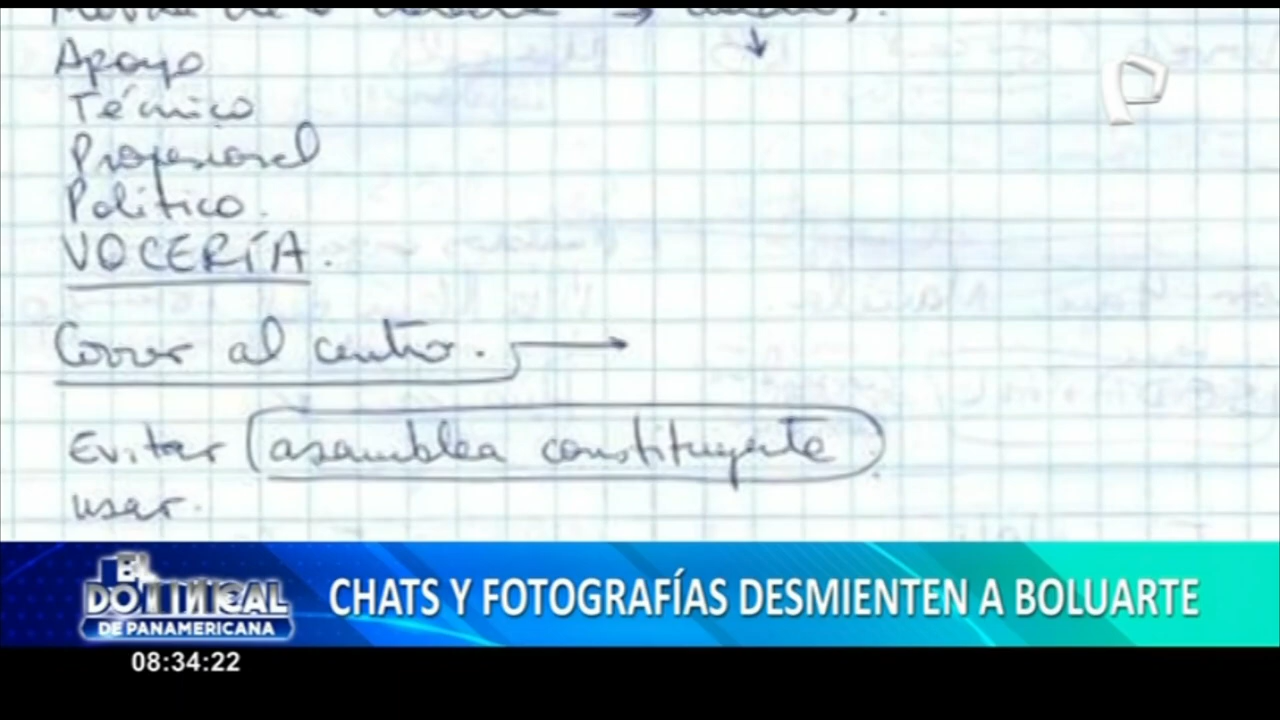 Apoyo
Técnico
Profesional
Político.
VOCERÍA.
Correr al centro.
Evitar asamblea constituyente
usar.
EL DOMINICAL
DE PANAMERICANA
CHATS Y FOTOGRAFÍAS DESMIENTEN A BOLUARTE
08:34:22